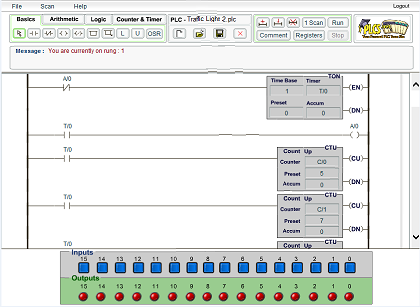 File Scan Help Logout
Basics Arithmetic Logic Counter & Timer PLC - Traffic Light 2.plc
L U OSR
1 Scan Run
Comment Registers Stop
Message : You are currently on rung : 1
A/0 TON
Time Base Timer
1 T/0 (EN)
Preset Accum
0 0 (DN)
T/0 A/0
T/0 CTU
Count Up
Counter C/0 (CU)
Preset 5
Accum 0 (DN)
T/0 CTU
Count Up
Counter C/1 (CU)
Preset 7
Accum 0 (DN)
T/0 CTU
Count Up
Inputs
15 14 13 12 11 10 9 8 7 6 5 4 3 2 1 0
Outputs
15 14 13 12 11 10 9 8 7 6 5 4 3 2 1 0